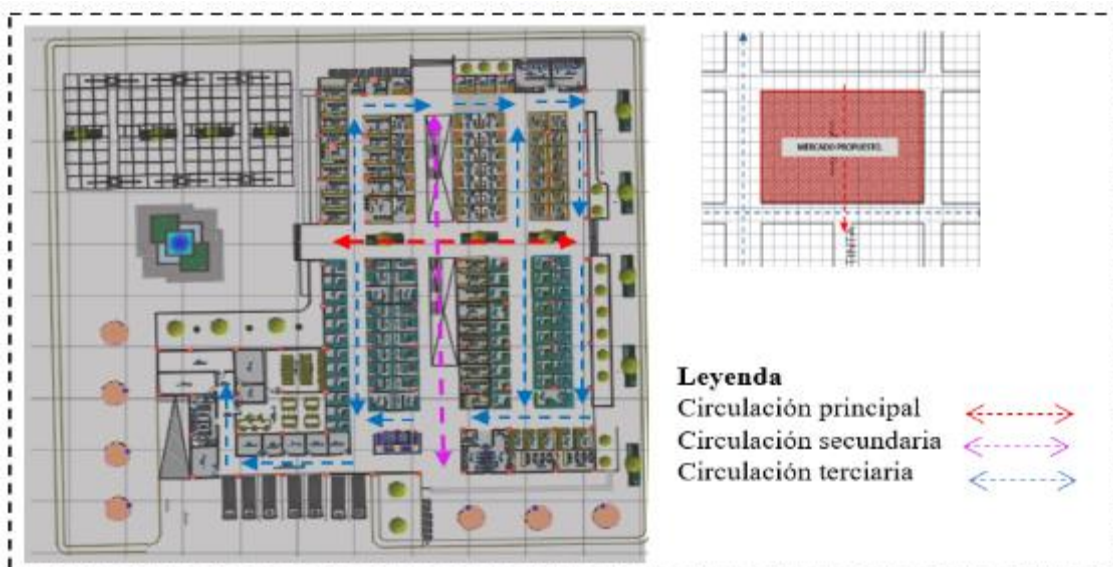 MERCADO PROPUESTO.
Leyenda
Circulación principal
Circulación secundaria
Circulación terciaria